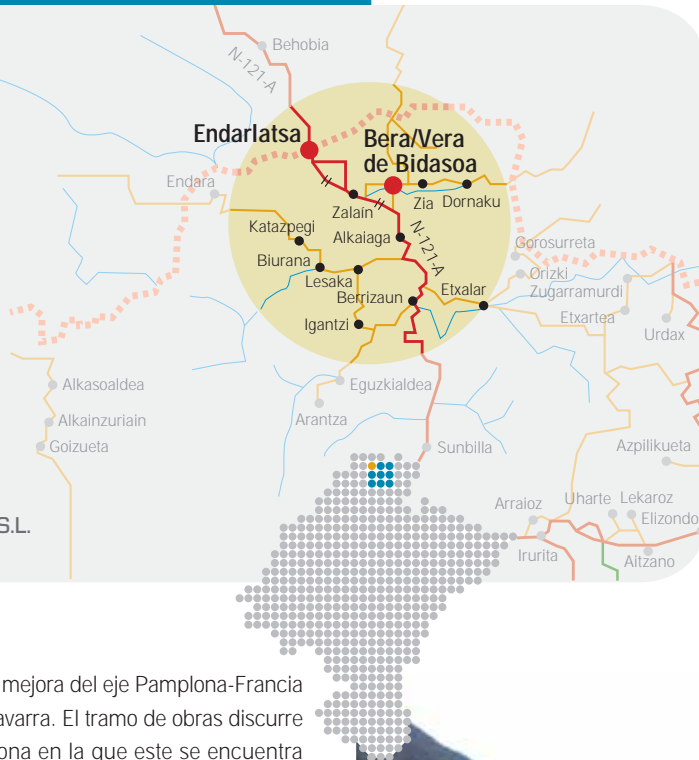 Behobia
N-121-A
Endarlatsa
Bera/Vera
de Bidasoa
Endara
Zalaín
Zia
Dornaku
Katazpegi
Alkaiaga
N-121-A
Biurana
Lesaka
Berrizaun
Etxalar
Igantzi
Gorosurreta
Orizki
Zugarramurdi
Etxartea
Urdax
Alkasoaldea
Eguzkialdea
Alkainzuriain
Arantza
Goizueta
Sunbilla
Azpilikueta
Arraioz
Uharte
Lekaroz
Elizondo
S.L.
Irurita
Aitzano
mejora del eje Pamplona-Francia
avarra. El tramo de obras discurre
ona en la que este se encuentra